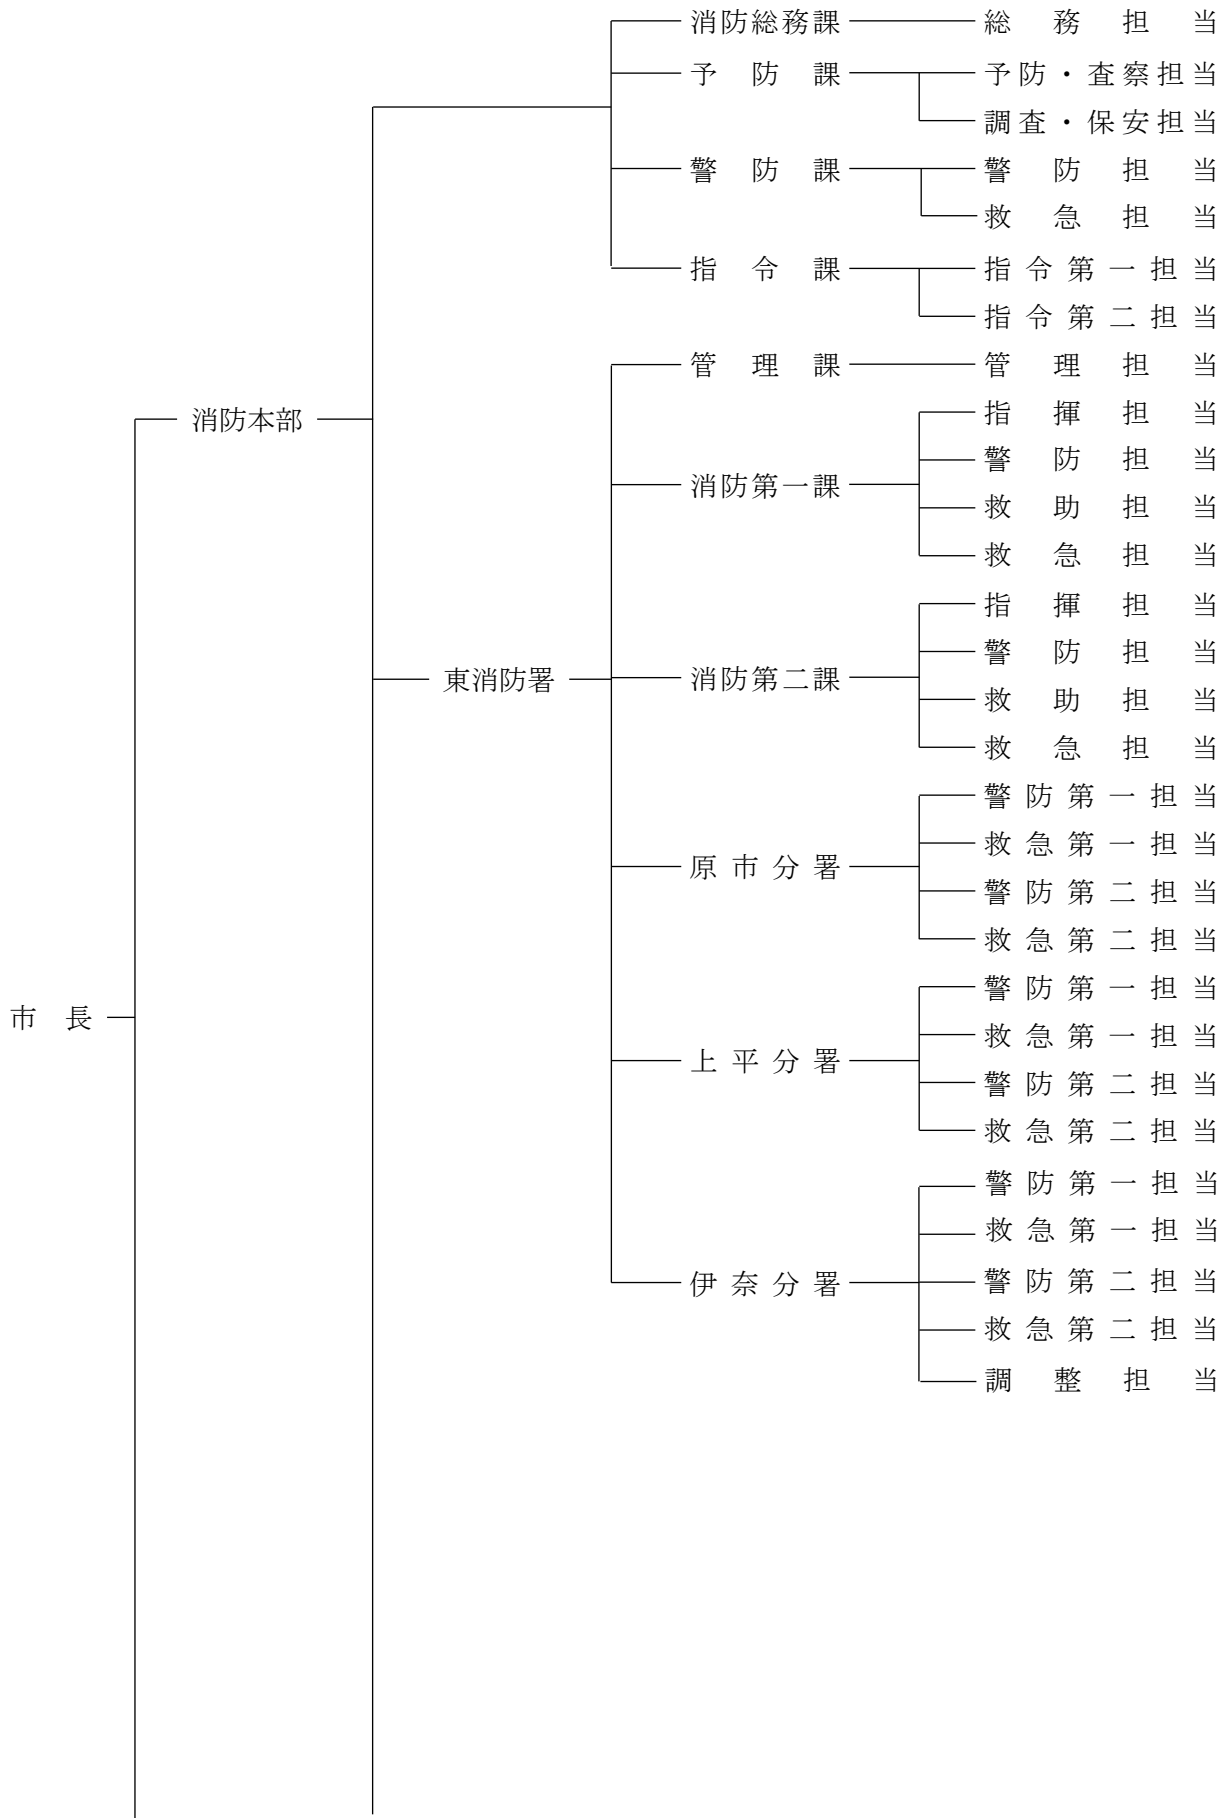 消防総務課 総務担当
予防課 予防・査察担当
調査・保安担当
警防課 警防担当
救急担当
指令課 指令第一担当
指令第二担当
管理課 管理担当
消防本部
指揮担当
警防担当
消防第一課
救助担当
救急担当
指揮担当
警防担当
東消防署 消防第二課
救助担当
救急担当
警防第一担当
救急第一担当
原市分署
警防第二担当
救急第二担当
市長
警防第一担当
救急第一担当
上平分署
警防第二担当
救急第二担当
警防第一担当
救急第一担当
伊奈分署 警防第二担当
救急第二担当
調整担当